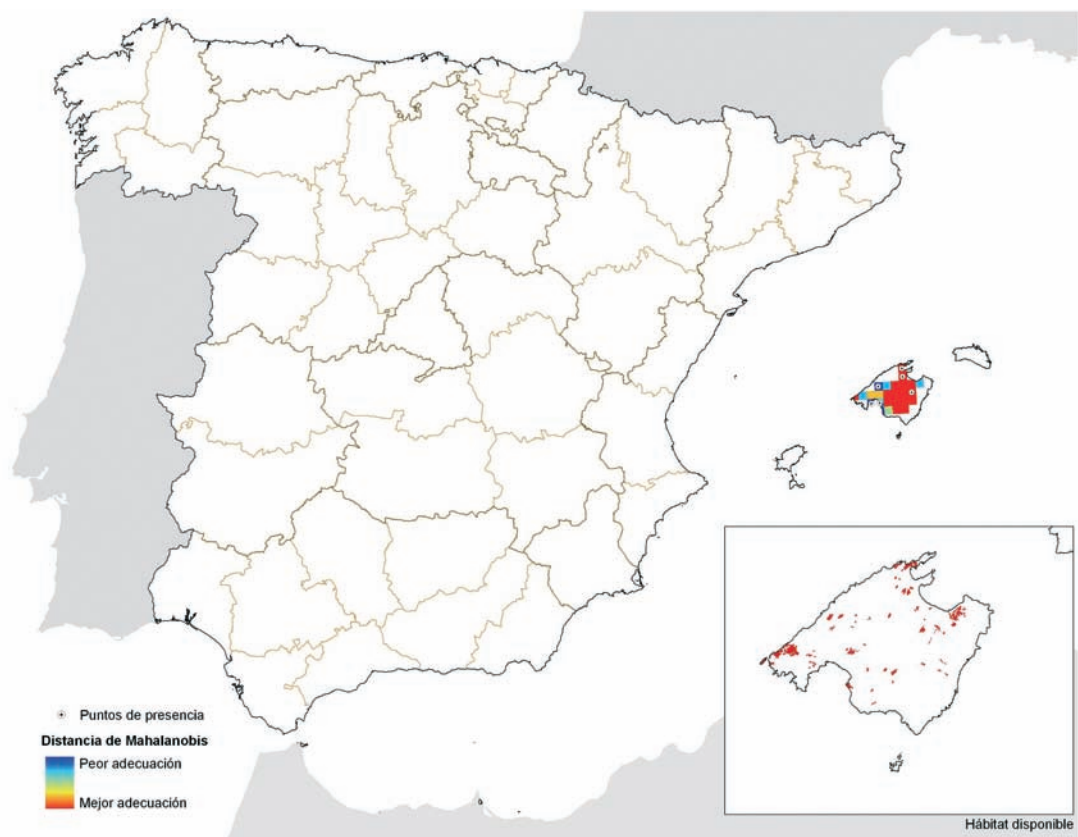 Puntos de presencia
Distancia de Mahalanobis
Peor adecuación
Mejor adecuación
Hábitat disponible